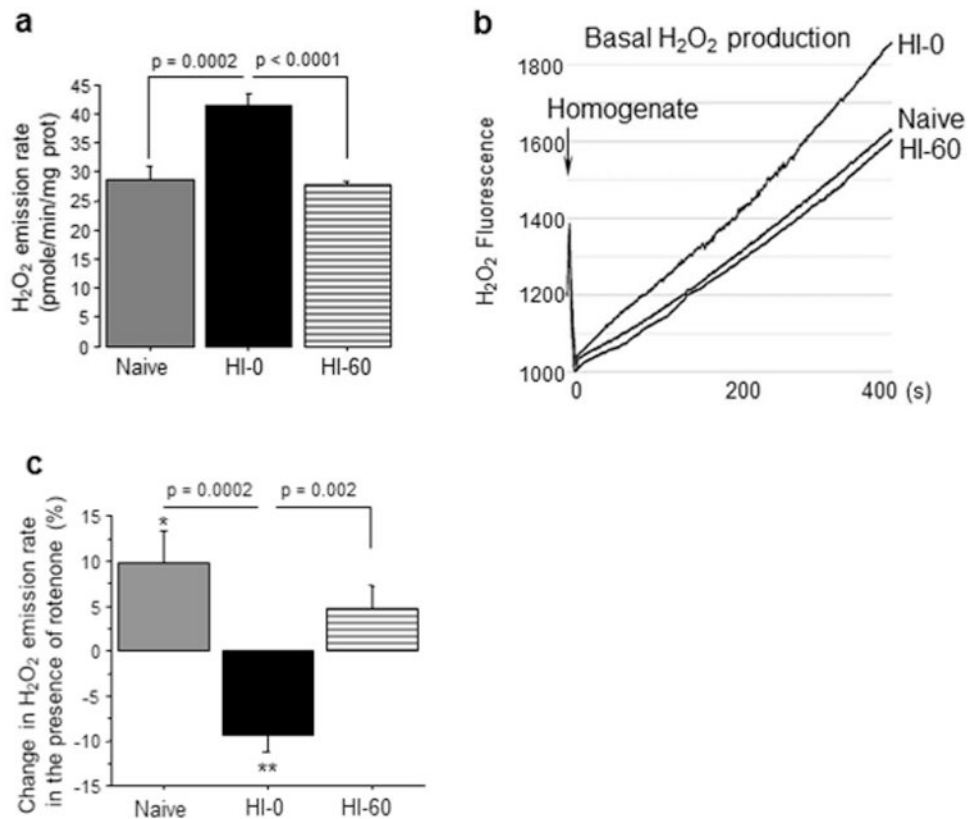 a
p = 0.0002 p < 0.0001
H₂O₂ emission rate
(pmole/min/mg prot)
45
40
35
30
25
20
15
10
5
0
Naive HI-0 HI-60
b
Basal H₂O₂ production
HI-0
Homogenate
Naive
HI-60
H₂O₂ Fluorescence
1800
1600
1400
1200
1000
0 200 400 (s)
c
p = 0.0002 p = 0.002
Change in H₂O₂ emission rate
in the presence of rotenone (%)
15
10
5
0
-5
-10
-15
*
**
Naive HI-0 HI-60